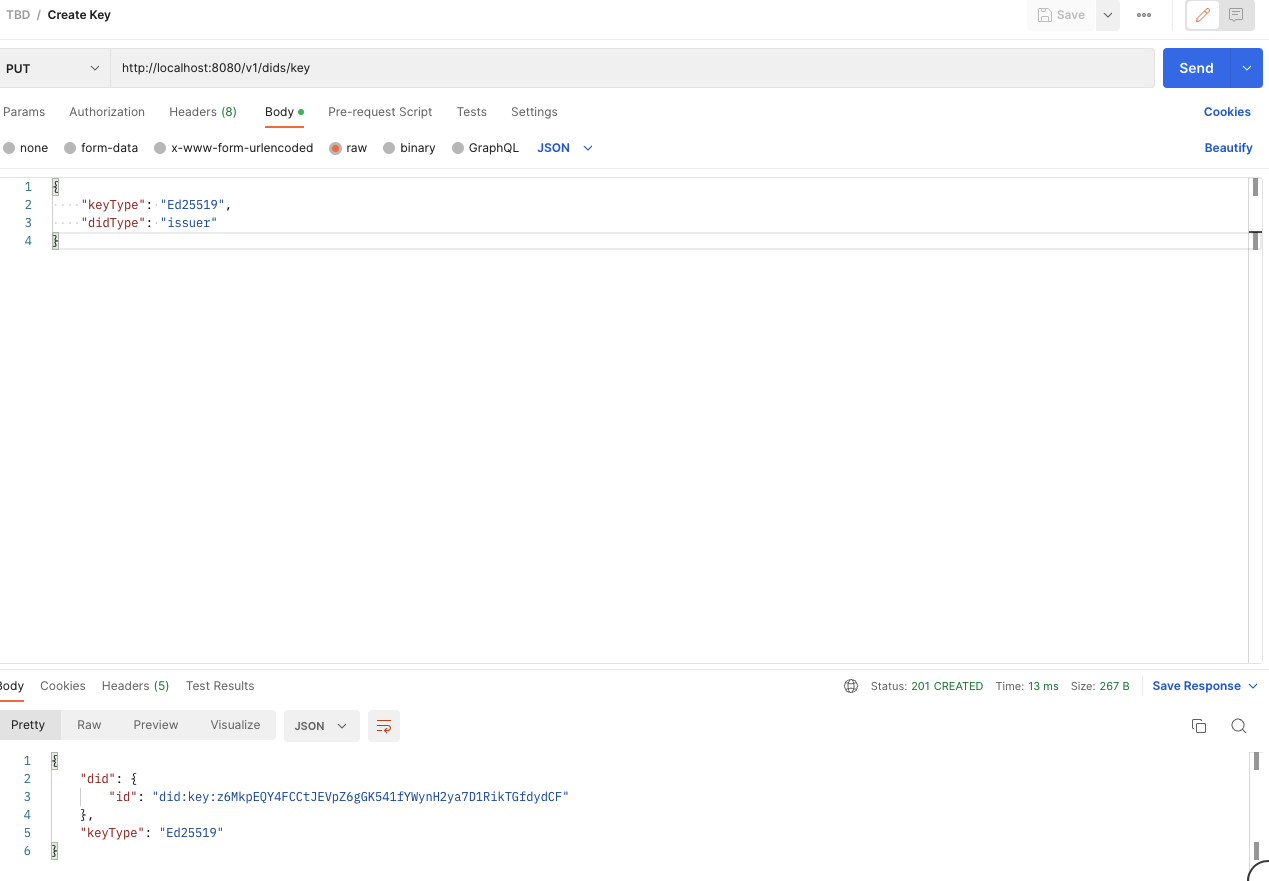 TBD / Create Key
Save
PUT http://localhost:8080/v1/dids/key Send
Params Authorization Headers (8) Body Pre-request Script Tests Settings Cookies
none form-data x-www-form-urlencoded raw binary GraphQL JSON Beautify
1 {
2 "keyType": "Ed25519",
3 "didType": "issuer"
4 }
Body Cookies Headers (5) Test Results Status: 201 CREATED Time: 13 ms Size: 267 B Save Response
Pretty Raw Preview Visualize JSON
1 {
2 "did": {
3 "id": "did:key:z6MkpEQY4FCCtJEVpZ6gGK541fYWynH2ya7D1RikTGfdydCF"
4 },
5 "keyType": "Ed25519"
6 }